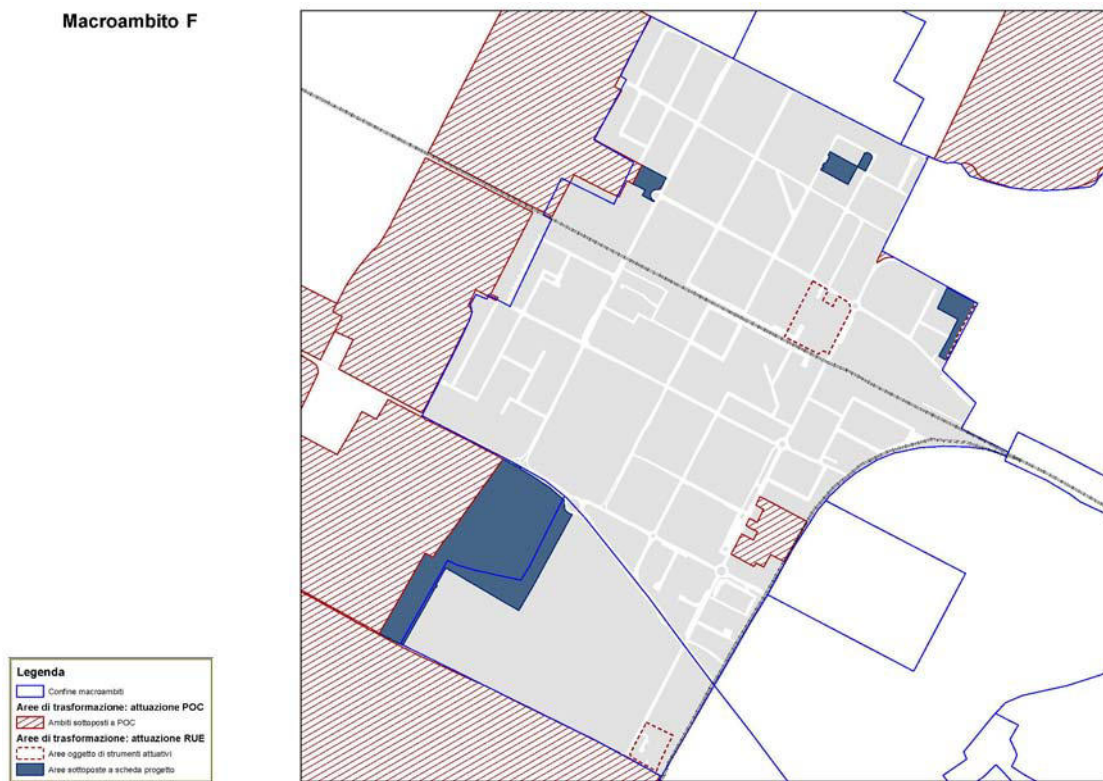 Macroambito F
Legenda
Confine macroambiti
Aree di trasformazione: attuazione POC
Ambiti sottoposti a POC
Aree di trasformazione: attuazione RUE
Aree oggetto di strumenti attuativi
Aree sottoposte a scheda progetto